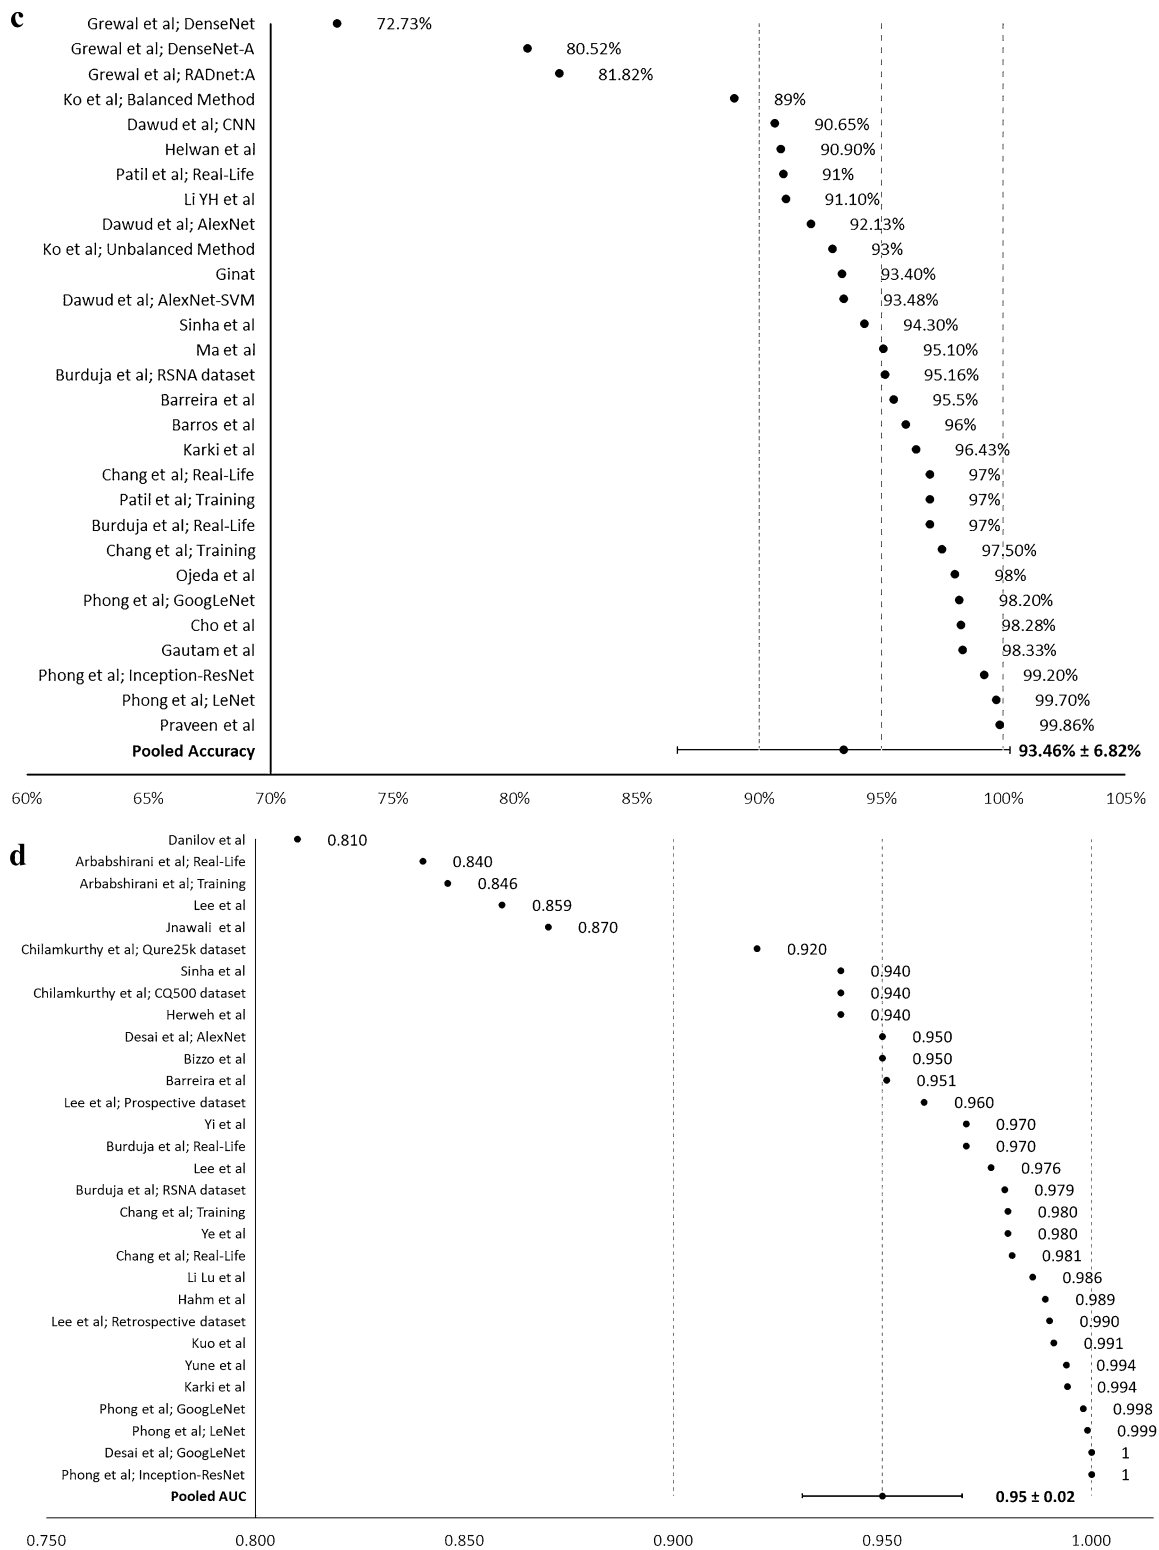 c
Grewal et al; DenseNet 72.73%
Grewal et al; DenseNet-A 80.52%
Grewal et al; RADnet:A 81.82%
Ko et al; Balanced Method 89%
Dawud et al; CNN 90.65%
Helwan et al 90.90%
Patil et al; Real-Life 91%
Li YH et al 91.10%
Dawud et al; AlexNet 92.13%
Ko et al; Unbalanced Method 93%
Ginat 93.40%
Dawud et al; AlexNet-SVM 93.48%
Sinha et al 94.30%
Ma et al 95.10%
Burduja et al; RSNA dataset 95.16%
Barreira et al 95.5%
Barros et al 96%
Karki et al 96.43%
Chang et al; Real-Life 97%
Patil et al; Training 97%
Burduja et al; Real-Life 97%
Chang et al; Training 97.50%
Ojeda et al 98%
Phong et al; GoogLeNet 98.20%
Cho et al 98.28%
Gautam et al 98.33%
Phong et al; Inception-ResNet 99.20%
Phong et al; LeNet 99.70%
Praveen et al 99.86%
Pooled Accuracy 93.46% ± 6.82%
60% 65% 70% 75% 80% 85% 90% 95% 100% 105%
d
Danilov et al 0.810
Arbabshirani et al; Real-Life 0.840
Arbabshirani et al; Training 0.846
Lee et al 0.859
Jnawali et al 0.870
Chilamkurthy et al; Qure25k dataset 0.920
Sinha et al 0.940
Chilamkurthy et al; CQ500 dataset 0.940
Herweh et al 0.940
Desai et al; AlexNet 0.950
Bizzo et al 0.950
Barreira et al 0.951
Lee et al; Prospective dataset 0.960
Yi et al 0.970
Burduja et al; Real-Life 0.970
Lee et al 0.976
Burduja et al; RSNA dataset 0.979
Chang et al; Training 0.980
Ye et al 0.980
Chang et al; Real-Life 0.981
Li Lu et al 0.986
Hahm et al 0.989
Lee et al; Retrospective dataset 0.990
Kuo et al 0.991
Yune et al 0.994
Karki et al 0.994
Phong et al; GoogLeNet 0.998
Phong et al; LeNet 0.999
Desai et al; GoogLeNet 1
Phong et al; Inception-ResNet 1
Pooled AUC 0.95 ± 0.02
0.750 0.800 0.850 0.900 0.950 1.000